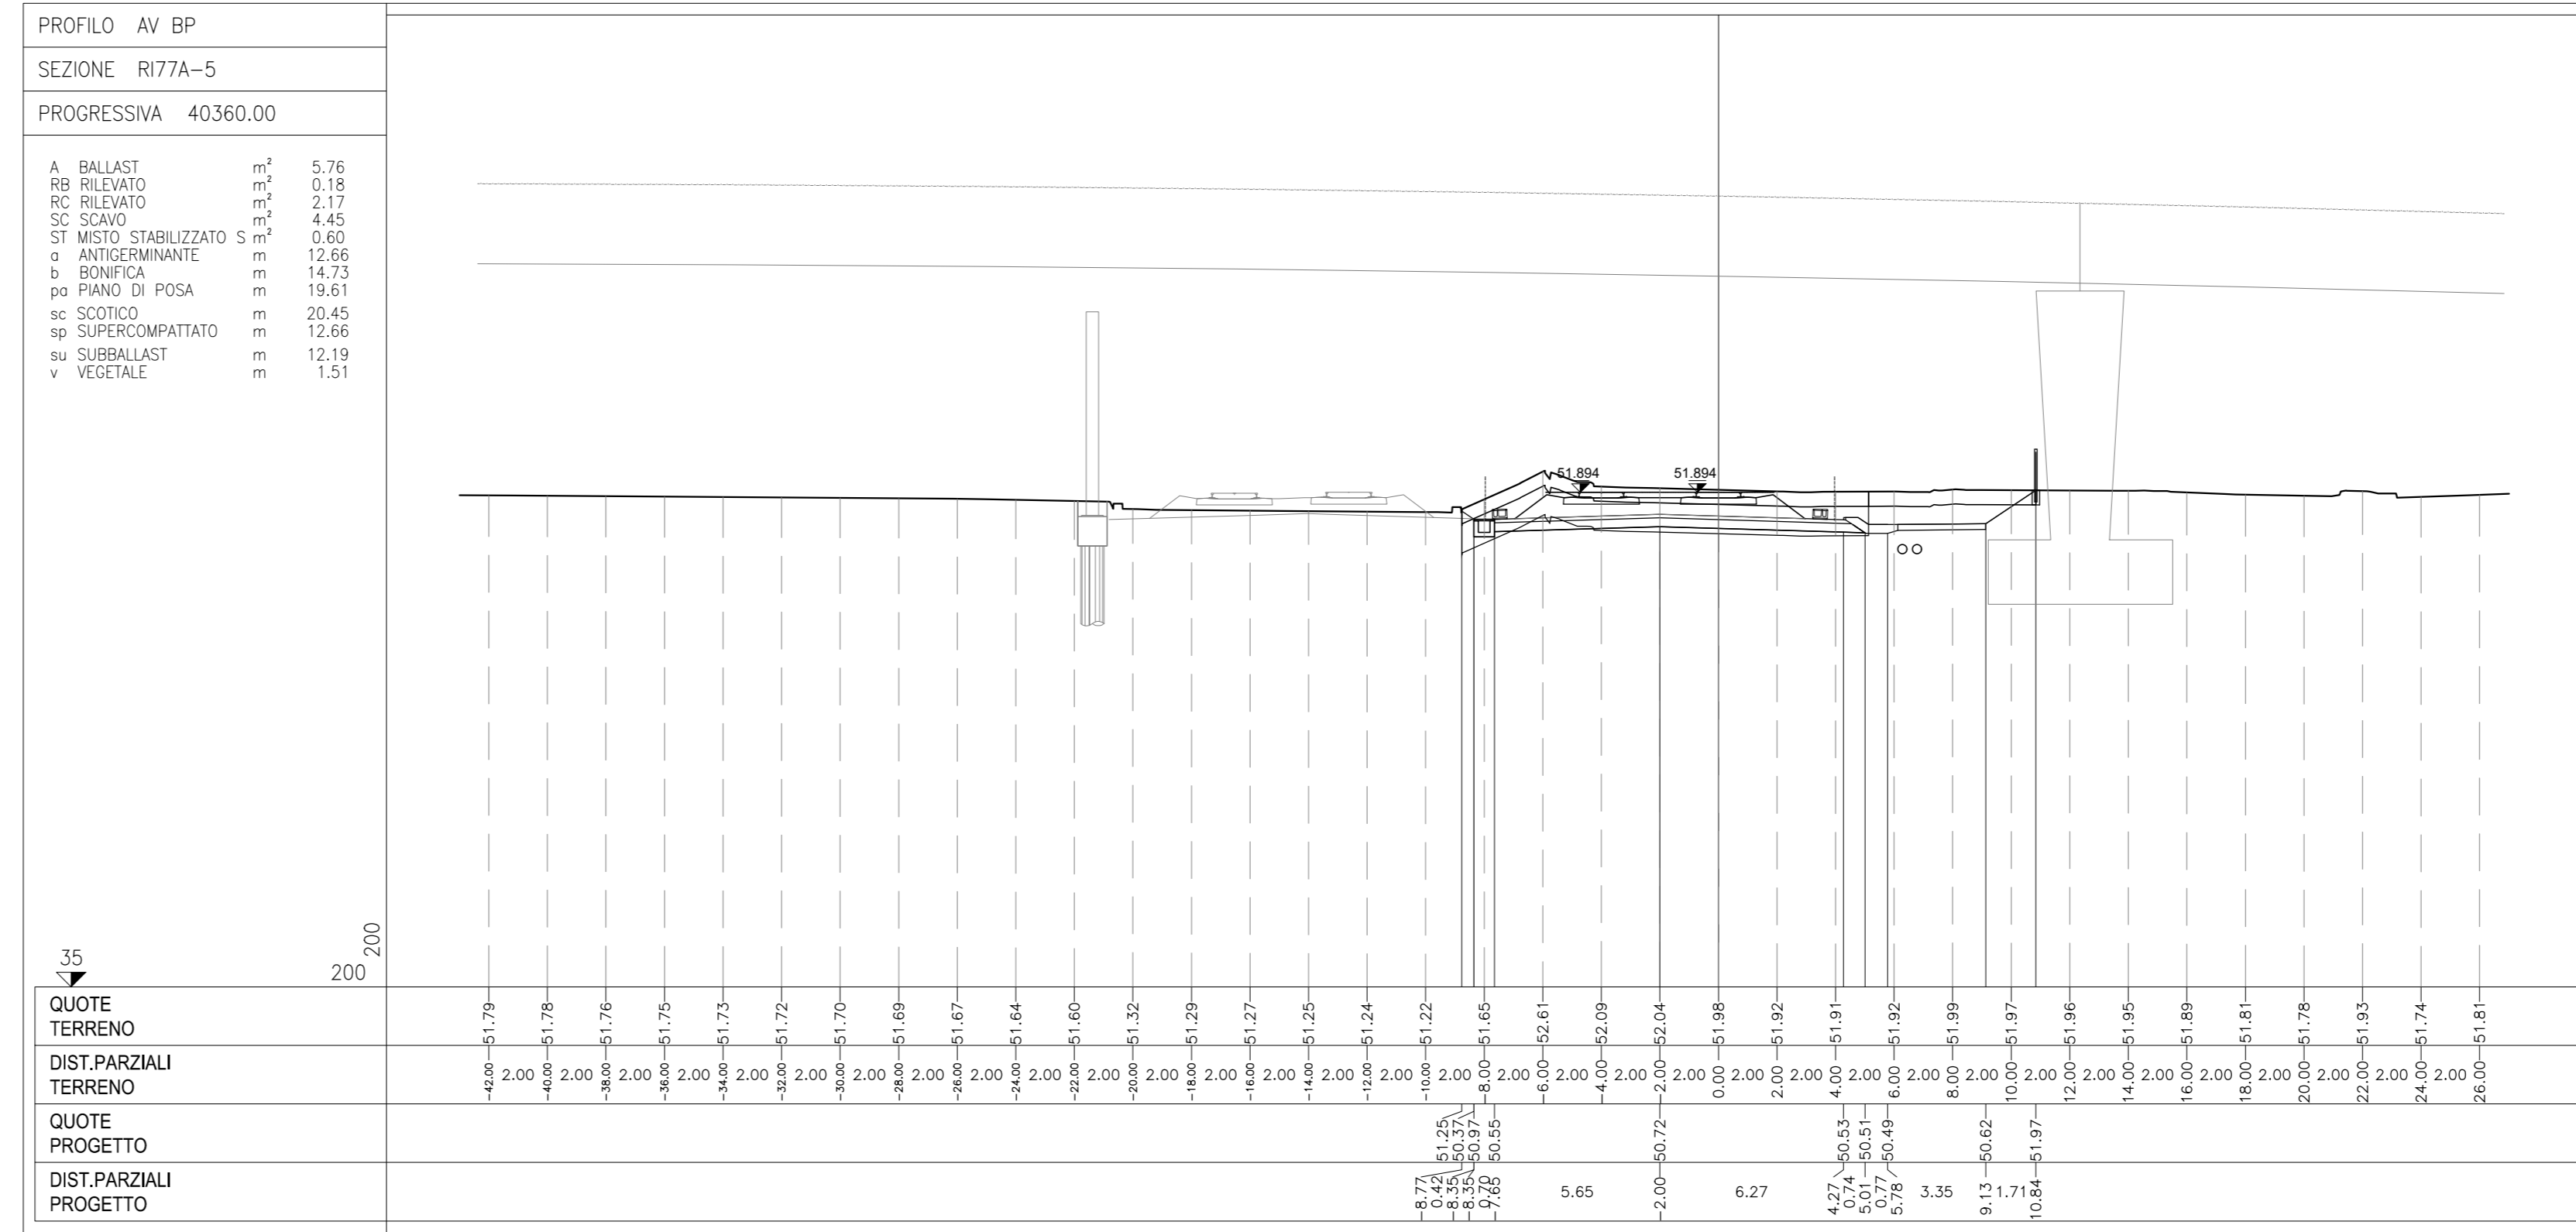 PROFILO AV BP
SEZIONE RI77A-5
PROGRESSIVA 40360.00
A BALLAST m² 5.76
RB RILEVATO m² 0.18
RC RILEVATO m² 2.17
SC SCAVO m² 4.45
ST MISTO STABILIZZATO S m² 0.60
a ANTIGERMINANTE m 12.66
b BONIFICA m 14.73
pa PIANO DI POSA m 19.61
sc SCOTICO m 20.45
sp SUPERCOMPATTATO m 12.66
su SUBBALLAST m 12.19
v VEGETALE m 1.51
51.894 51.894
35
200
200
QUOTE
TERRENO
51.79 51.78 51.76 51.75 51.73 51.72 51.70 51.69 51.67 51.64 51.60 51.32 51.29 51.27 51.25 51.24 51.22 51.65 52.61 52.09 52.04 51.98 51.92 51.91 51.92 51.99 51.97 51.96 51.95 51.89 51.81 51.78 51.93 51.74 51.81
DIST.PARZIALI
TERRENO
-42.00 2.00 -40.00 2.00 -38.00 2.00 -36.00 2.00 -34.00 2.00 -32.00 2.00 -30.00 2.00 -28.00 2.00 -26.00 2.00 -24.00 2.00 -22.00 2.00 -20.00 2.00 -18.00 2.00 -16.00 2.00 -14.00 2.00 -12.00 2.00 -10.00 2.00 -8.00 2.00 -6.00 2.00 -4.00 2.00 -2.00 2.00 0.00 2.00 2.00 2.00 4.00 2.00 6.00 2.00 8.00 2.00 10.00 2.00 12.00 2.00 14.00 2.00 16.00 2.00 18.00 2.00 20.00 2.00 22.00 2.00 24.00 2.00 26.00
QUOTE
PROGETTO
51.25 50.37 50.97 50.55 50.72 50.53 50.51 50.49 50.62 51.97
DIST.PARZIALI
PROGETTO
-8.77 0.42 -8.35 -8.35 0.70 -7.65 5.65 -2.00 6.27 4.27 0.74 5.01 0.77 5.78 3.35 9.13 1.71 10.84